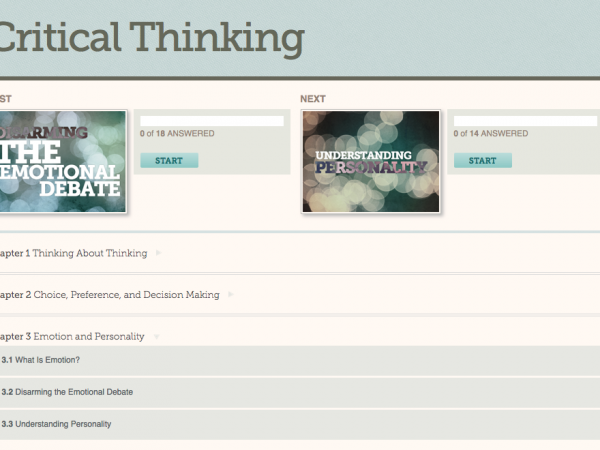 Critical Thinking
ST
NEXT
DISARMING
THE
EMOTIONAL
DEBATE
0 of 18 ANSWERED
START
UNDERSTANDING
PERSONALITY
0 of 14 ANSWERED
START
apter 1 Thinking About Thinking
apter 2 Choice, Preference, and Decision Making
apter 3 Emotion and Personality
3.1 What Is Emotion?
3.2 Disarming the Emotional Debate
3.3 Understanding Personality